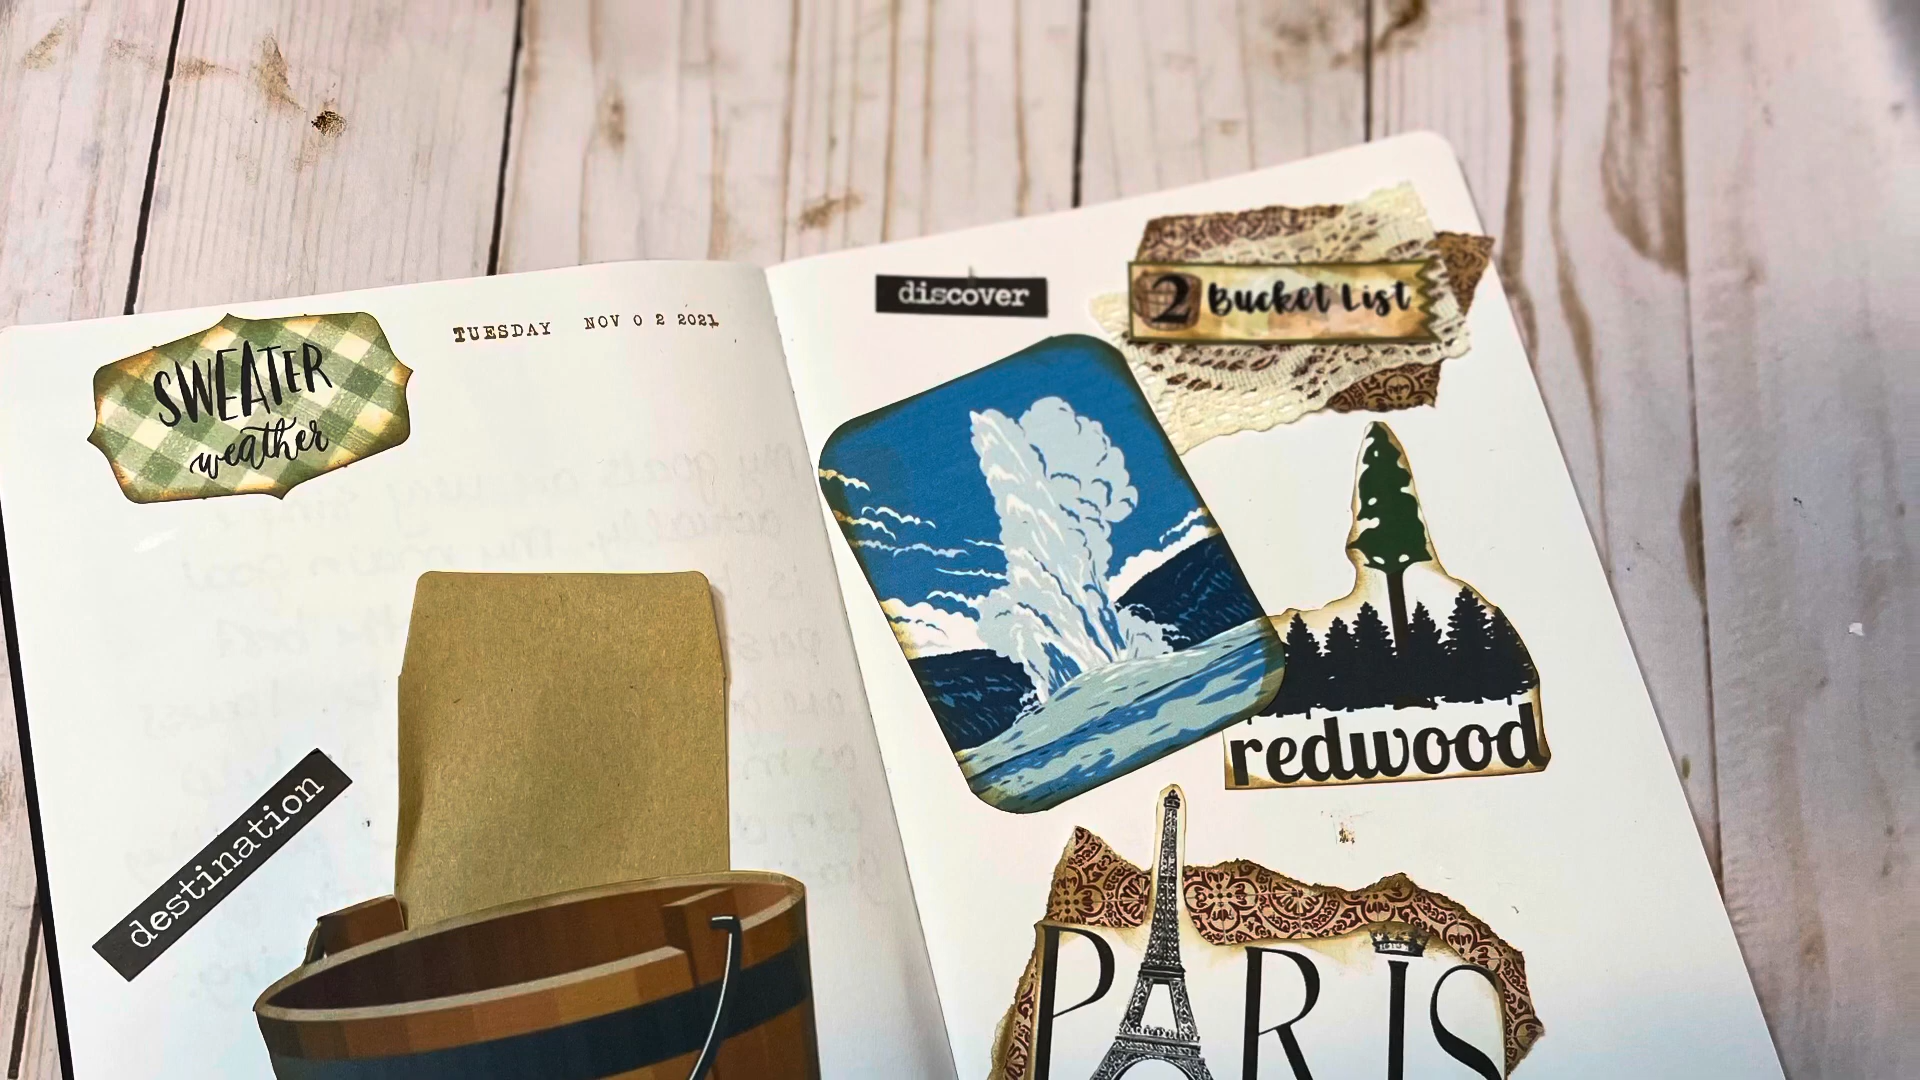 SWEATER
weather
TUESDAY NOV 0 2 2021
destination
discover
2 Bucket List
redwood
PARIS